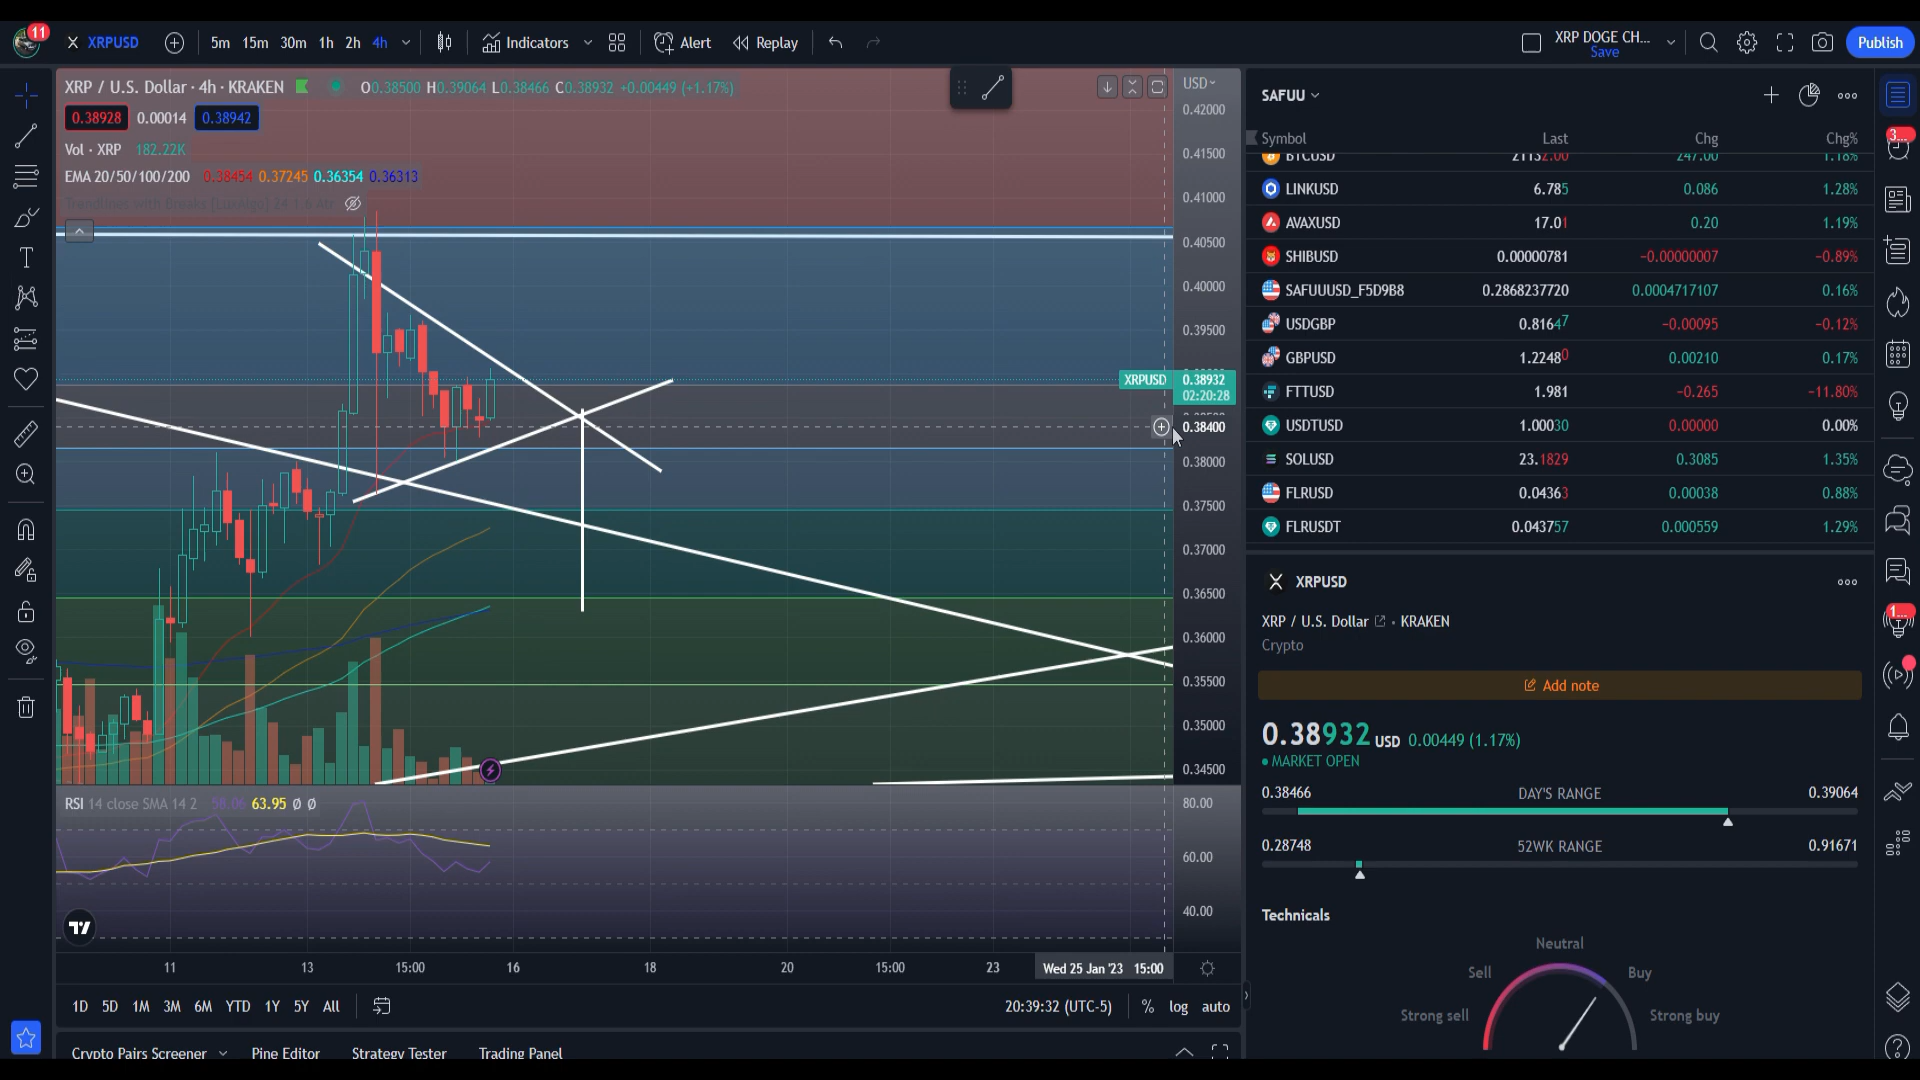 11
XRPUSD
5m 15m 30m 1h 2h 4h
Indicators
Alert
Replay
XRP DOGE CH...
Save
Publish
XRP / U.S. Dollar · 4h · KRAKEN
O0.38500 H0.39064 L0.38466 C0.38932 +0.00449 (+1.17%)
0.38928 0.00014 0.38942
Vol · XRP 182.22K
EMA 20/50/100/200 0.38454 0.37245 0.36354 0.36313
Trendlines with Breaks [LuxAlgo] 24 1.6 Atr
USD
0.42000
0.41500
0.41000
0.40500
0.40000
0.39500
XRPUSD 0.38932
02:20:28
0.38400
0.38000
0.37500
0.37000
0.36500
0.36000
0.35500
0.35000
0.34500
RSI 14 close SMA 14 2 58.06 63.95 Ø Ø
80.00
60.00
40.00
11 13 15:00 16 18 20 15:00 23 Wed 25 Jan '23 15:00
1D 5D 1M 3M 6M YTD 1Y 5Y All
20:39:32 (UTC-5) % log auto
Crypto Pairs Screener Pine Editor Strategy Tester Trading Panel
SAFUU
Symbol Last Chg Chg%
BTCUSD 21132.00 247.00 1.18%
LINKUSD 6.785 0.086 1.28%
AVAXUSD 17.01 0.20 1.19%
SHIBUSD 0.00000781 −0.00000007 −0.89%
SAFUUUSD_F5D9B8 0.2868237720 0.0004717107 0.16%
USDGBP 0.81647 −0.00095 −0.12%
GBPUSD 1.22480 0.00210 0.17%
FTTUSD 1.981 −0.265 −11.80%
USDTUSD 1.00030 0.00000 0.00%
SOLUSD 23.1829 0.3085 1.35%
FLRUSD 0.04363 0.00038 0.88%
FLRUSDT 0.043757 0.000559 1.29%
XRPUSD
XRP / U.S. Dollar · KRAKEN
Crypto
Add note
0.38932 USD 0.00449 (1.17%)
MARKET OPEN
0.38466 DAY'S RANGE 0.39064
0.28748 52WK RANGE 0.91671
Technicals
Neutral
Sell Buy
Strong sell Strong buy
3...
1...